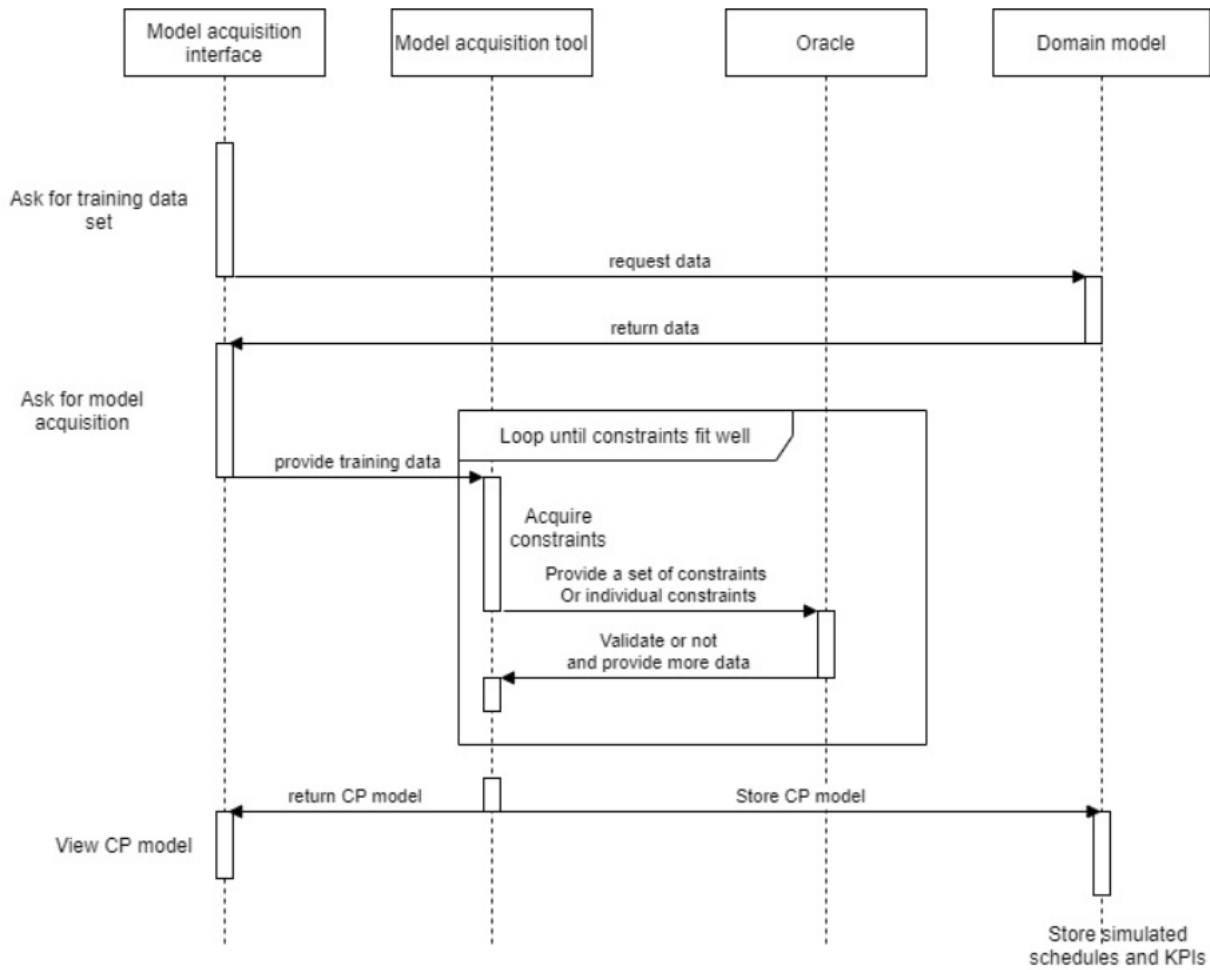 Model acquisition
interface
Model acquisition tool
Oracle
Domain model
Ask for training data
set
request data
return data
Ask for model
acquisition
Loop until constraints fit well
provide training data
Acquire
constraints
Provide a set of constraints
Or individual constraints
Validate or not
and provide more data
return CP model
Store CP model
View CP model
Store simulated
schedules and KPIs